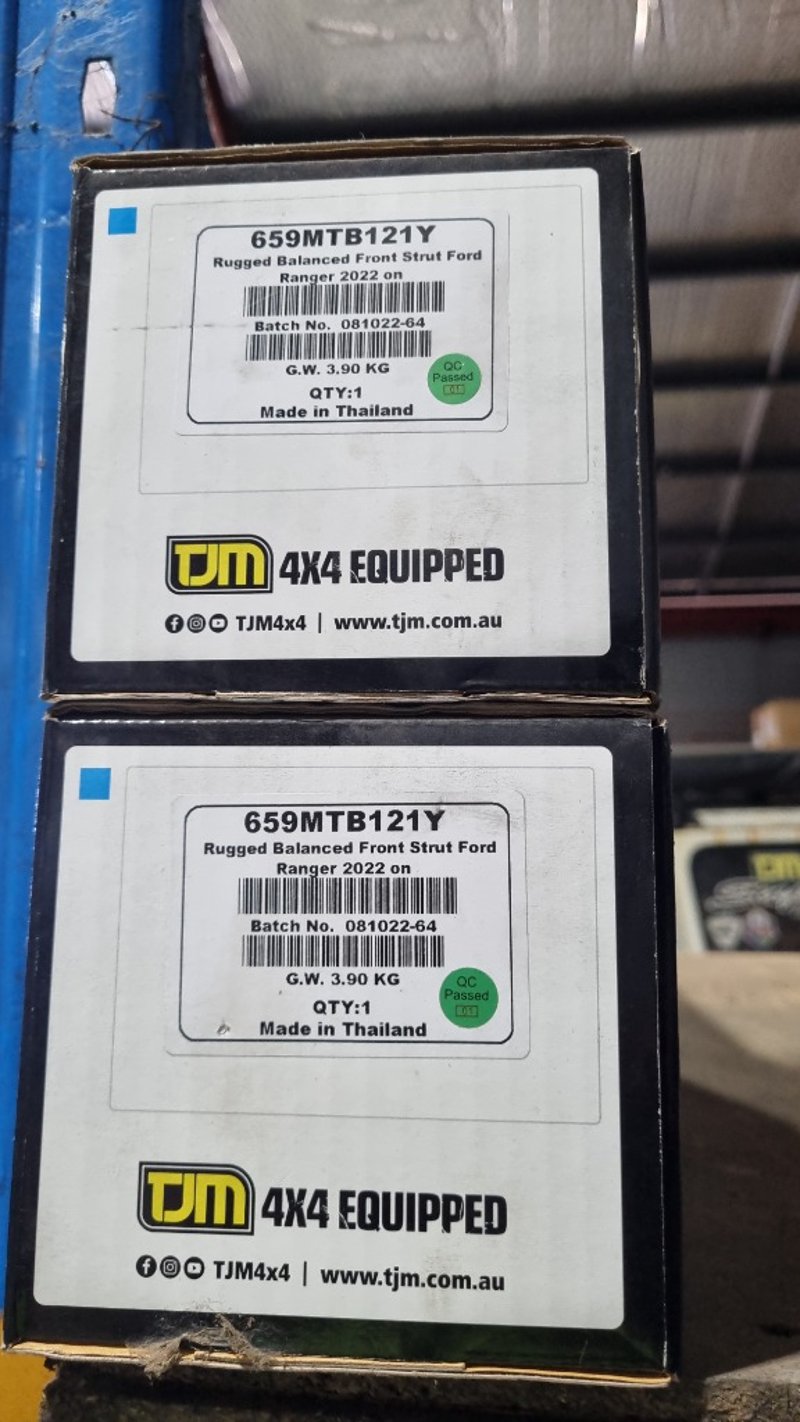 659MTB121Y
Rugged Balanced Front Strut Ford
Ranger 2022 on
Batch No. 081022-64
G.W. 3.90 KG
QTY:1
Made in Thailand
QC
Passed
01
TJM 4X4 EQUIPPED
TJM4x4 | www.tjm.com.au
659MTB121Y
Rugged Balanced Front Strut Ford
Ranger 2022 on
Batch No. 081022-64
G.W. 3.90 KG
QTY:1
Made in Thailand
QC
Passed
01
TJM 4X4 EQUIPPED
TJM4x4 | www.tjm.com.au
TJM